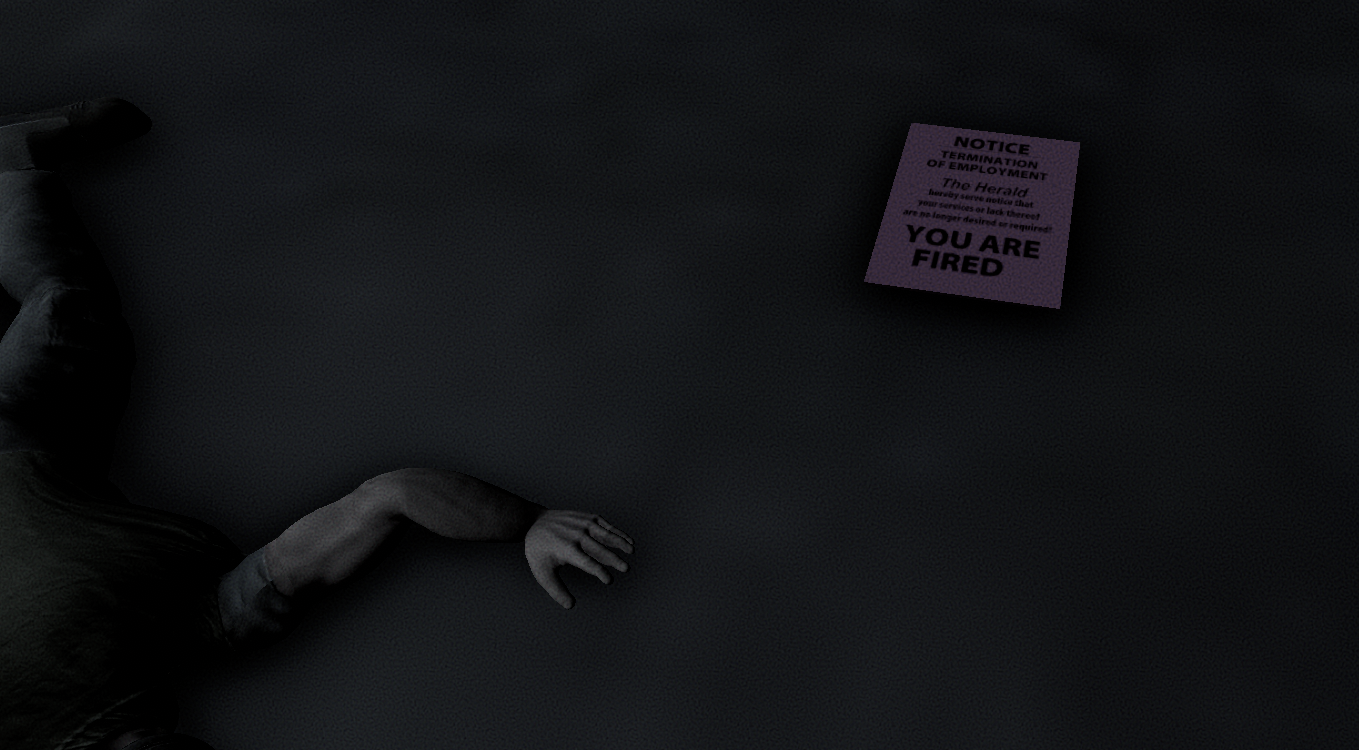 NOTICE
TERMINATION
OF EMPLOYMENT
The Herald
hereby serve notice that
your services or lack thereof
are no longer desired or required!
YOU ARE
FIRED